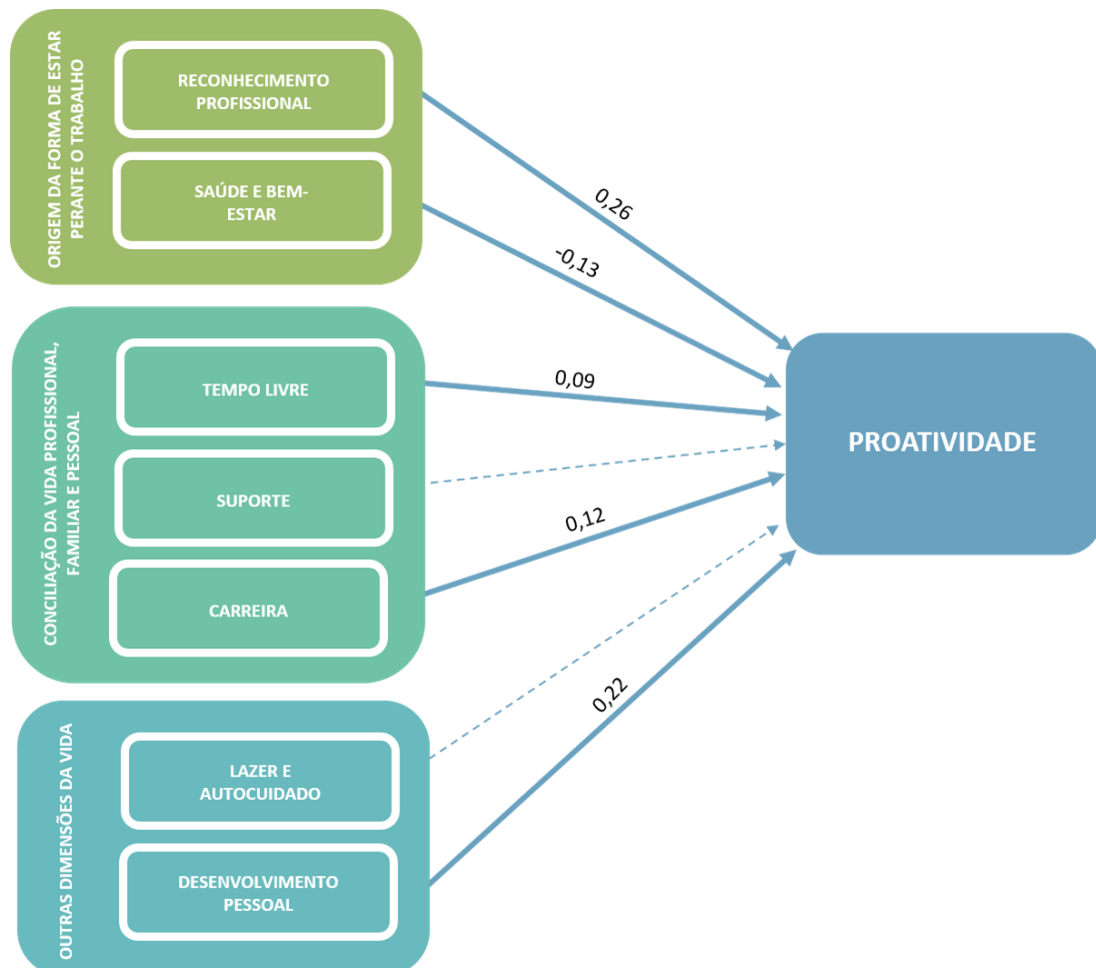 ORIGEM DA FORMA DE ESTAR
PERANTE O TRABALHO
RECONHECIMENTO
PROFISSIONAL
SAÚDE E BEM-
ESTAR
CONCILIAÇÃO DA VIDA PROFISSIONAL,
FAMILIAR E PESSOAL
TEMPO LIVRE
SUPORTE
CARREIRA
OUTRAS DIMENSÕES DA VIDA
LAZER E
AUTOCUIDADO
DESENVOLVIMENTO
PESSOAL
0,26
-0,13
0,09
0,12
0,22
PROATIVIDADE